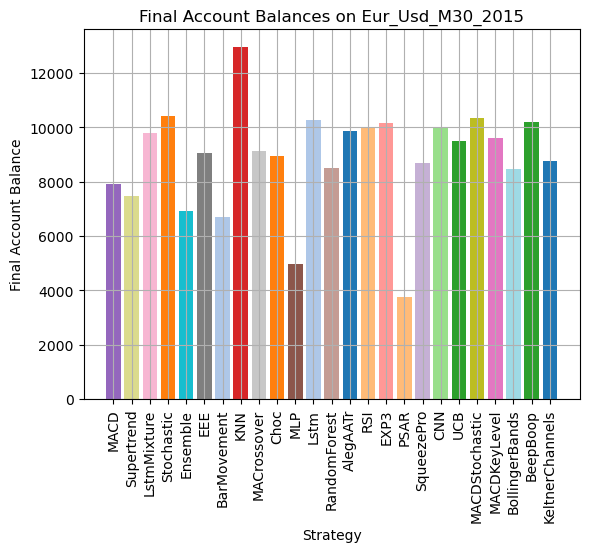 Final Account Balances on Eur_Usd_M30_2015
Final Account Balance
12000
10000
8000
6000
4000
2000
0
MACD
Supertrend
LstmMixture
Stochastic
Ensemble
EEE
BarMovement
KNN
MACrossover
Choc
MLP
Lstm
RandomForest
AlegAATr
RSI
EXP3
PSAR
SqueezePro
CNN
UCB
MACDStochastic
MACDKeyLevel
BollingerBands
BeepBoop
KeltnerChannels
Strategy